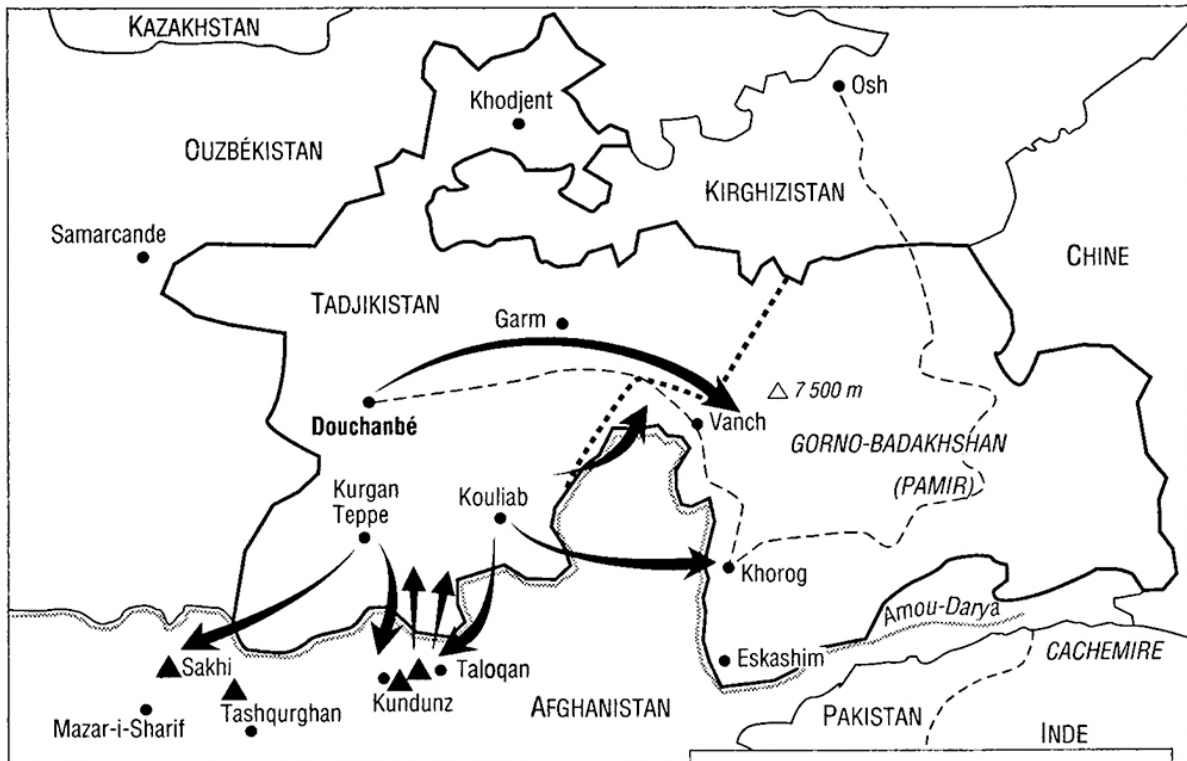 KAZAKHSTAN
Osh
Khodjent
OUZBÉKISTAN
KIRGHIZISTAN
Samarcande
CHINE
TADJIKISTAN
Garm
7 500 m
Douchanbé
Vanch
GORNO-BADAKHSHAN
(PAMIR)
Kurgan
Teppe
Kouliab
Khorog
Amou-Darya
Sakhi
Taloqan
Eskashim
CACHEMIRE
Kundunz
Tashqurghan
AFGHANISTAN
PAKISTAN
Mazar-i-Sharif
INDE